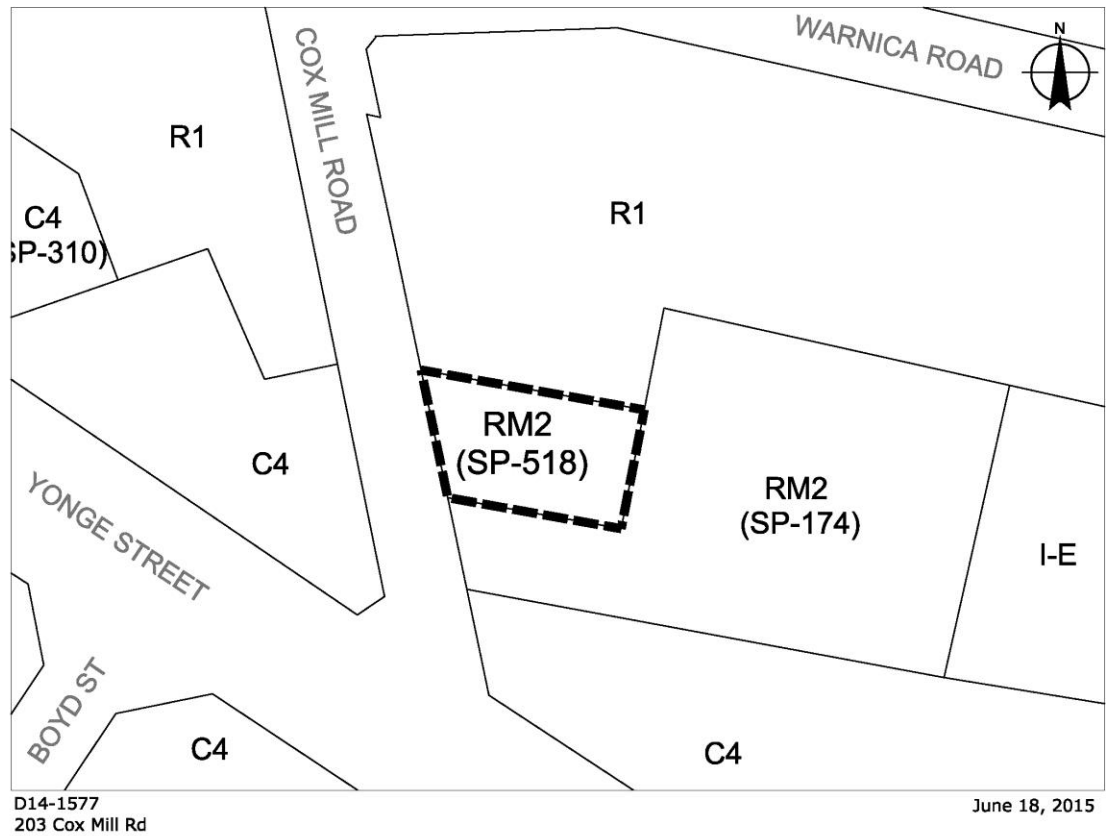 WARNICA ROAD
N
COX MILL ROAD
R1
C4
SP-310)
R1
RM2
(SP-518)
C4
YONGE STREET
RM2
(SP-174)
I-E
BOYD ST
C4
C4
D14-1577
203 Cox Mill Rd
June 18, 2015